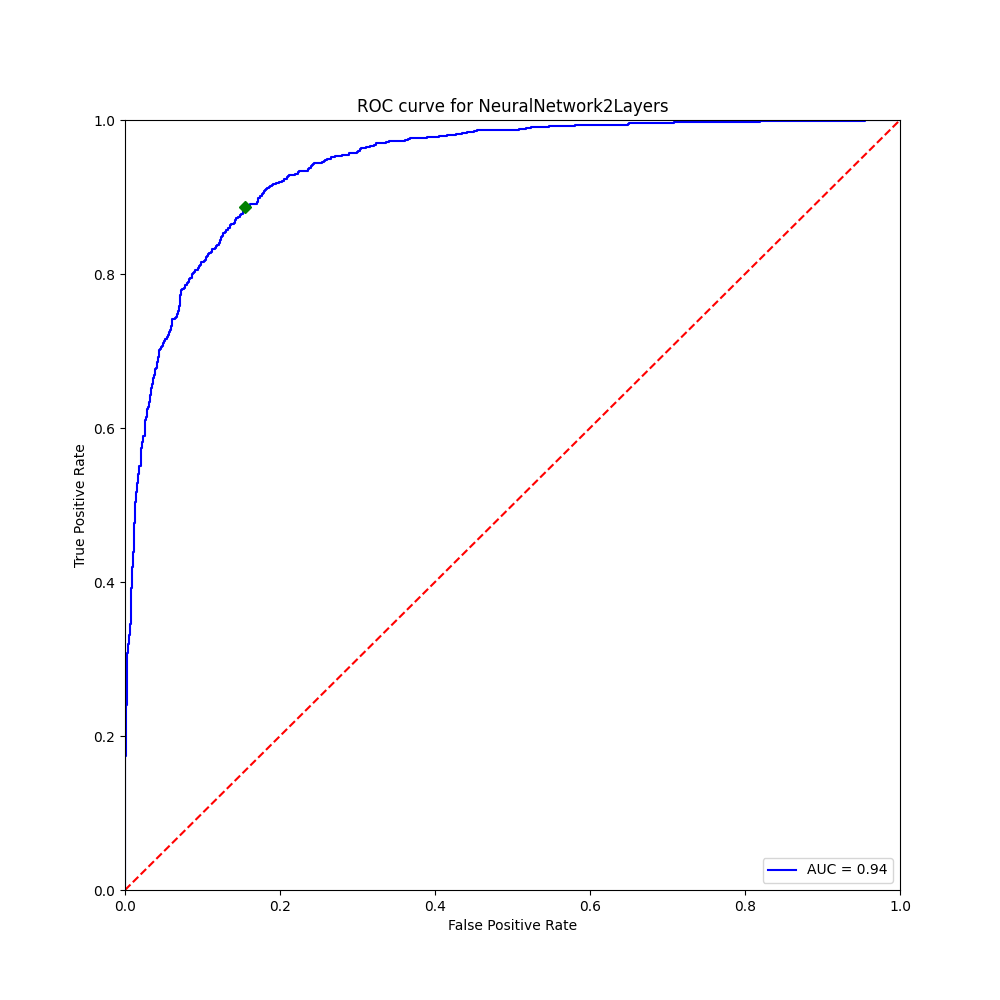 ROC curve for NeuralNetwork2Layers
1.0
0.8
0.6
0.4
0.2
0.0
True Positive Rate
0.0 0.2 0.4 0.6 0.8 1.0
False Positive Rate
AUC = 0.94